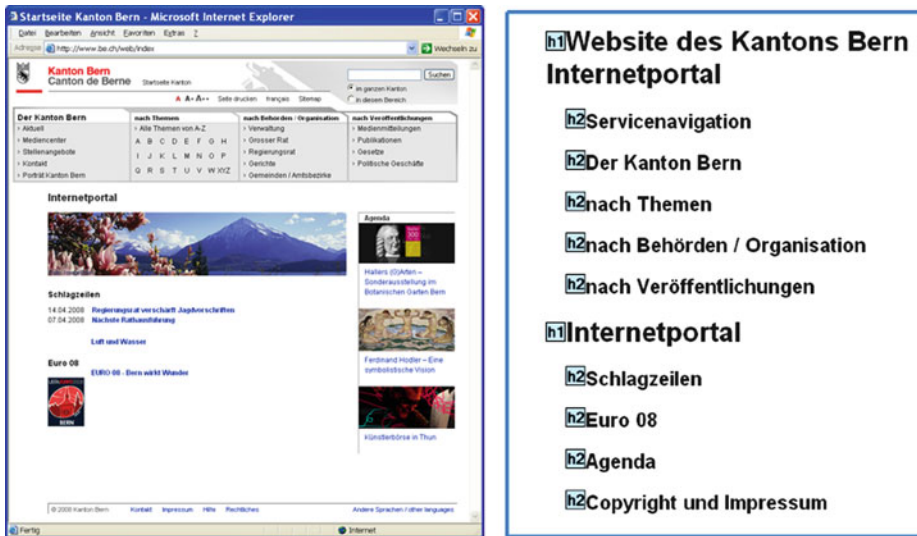 Startseite Kanton Bern - Microsoft Internet Explorer
Datei Bearbeiten Ansicht Favoriten Extras ?
Adresse http://www.be.ch/web/index Wechseln zu
Kanton Bern
Canton de Berne Startseite Kanton
Suchen
im ganzen Kanton
in diesem Bereich
A A+ A++ Seite drucken français Sitemap
Der Kanton Bern
› Aktuell
› Mediencenter
› Stellenangebote
› Kontakt
› Porträt Kanton Bern
nach Themen
› Alle Themen von A-Z
A B C D E F G H
I J K L M N O P
Q R S T U V W XYZ
nach Behörden / Organisation
› Verwaltung
› Grosser Rat
› Regierungsrat
› Gerichte
› Gemeinden / Amtsbezirke
nach Veröffentlichungen
› Medienmitteilungen
› Publikationen
› Gesetze
› Politische Geschäfte
Internetportal
Schlagzeilen
14.04.2008 Regierungsrat verschärft Jagdvorschriften
07.04.2008 Nächste Rathausführung
Luft und Wasser
Euro 08
EURO 08 - Bern wirkt Wunder
BERN
Agenda
Hallers (G)Arten –
Sonderausstellung im
Botanischen Garten Bern
Ferdinand Hodler – Eine
symbolistische Vision
Künstlerbörse in Thun
© 2008 Kanton Bern Kontakt Impressum Hilfe Rechtliches Andere Sprachen / other languages
Fertig Internet
h1 Website des Kantons Bern
Internetportal
h2 Servicenavigation
h2 Der Kanton Bern
h2 nach Themen
h2 nach Behörden / Organisation
h2 nach Veröffentlichungen
h1 Internetportal
h2 Schlagzeilen
h2 Euro 08
h2 Agenda
h2 Copyright und Impressum